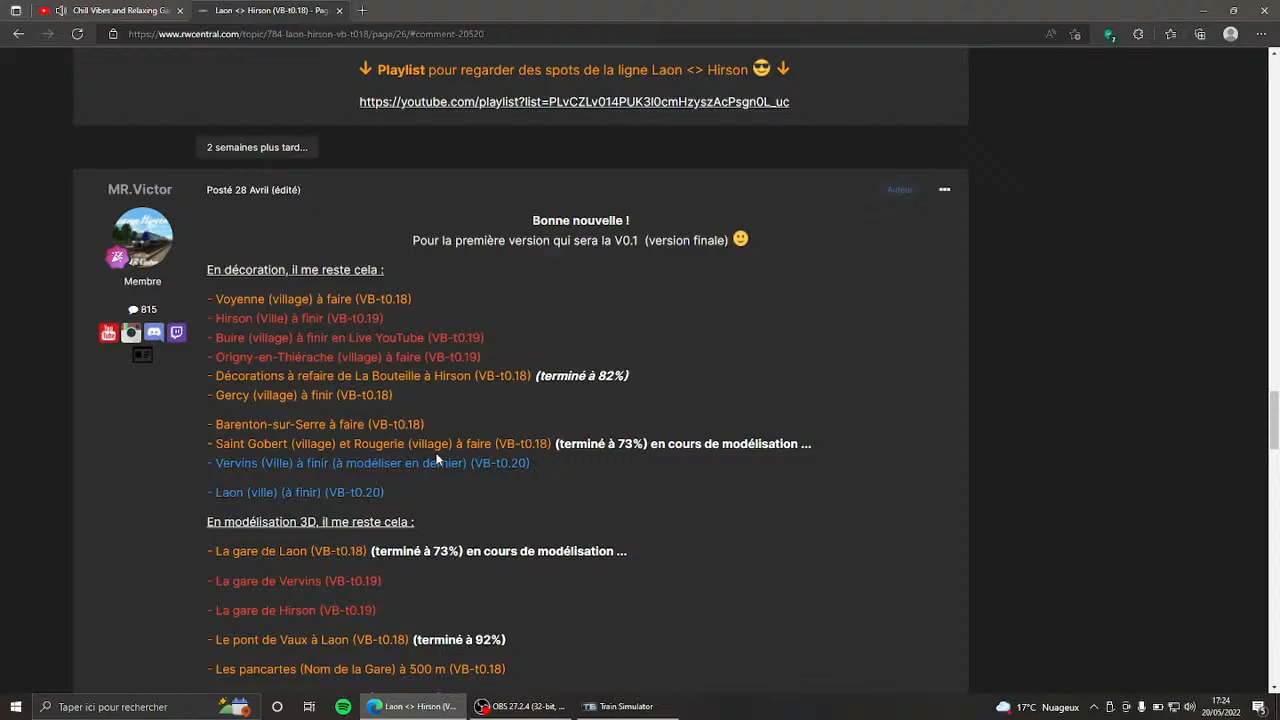 Chill Vibes and Relaxing Ga
Laon <> Hirson (VB-t0.18) - Pag
https://www.rwcentral.com/topic/784-laon-hirson-vb-t018/page/26/#comment-20520
↓ Playlist pour regarder des spots de la ligne Laon <> Hirson 😎 ↓
https://youtube.com/playlist?list=PLvCZLv014PUK3l0cmHzyszAcPsgn0L_uc
2 semaines plus tard...
MR.Victor
Posté 28 Avril (édité)
Auteur
Bonne nouvelle !
Pour la première version qui sera la V0.1 (version finale) 🙂
En décoration, il me reste cela :
Membre
- Voyenne (village) à faire (VB-t0.18)
815
- Hirson (Ville) à finir (VB-t0.19)
- Buire (village) à finir en Live YouTube (VB-t0.19)
- Origny-en-Thiérache (village) à faire (VB-t0.19)
- Décorations à refaire de La Bouteille à Hirson (VB-t0.18) (terminé à 82%)
- Gercy (village) à finir (VB-t0.18)
- Barenton-sur-Serre à faire (VB-t0.18)
- Saint Gobert (village) et Rougerie (village) à faire (VB-t0.18) (terminé à 73%) en cours de modélisation ...
- Vervins (Ville) à finir (à modéliser en dernier) (VB-t0.20)
- Laon (ville) (à finir) (VB-t0.20)
En modélisation 3D, il me reste cela :
- La gare de Laon (VB-t0.18) (terminé à 73%) en cours de modélisation ...
- La gare de Vervins (VB-t0.19)
- La gare de Hirson (VB-t0.19)
- Le pont de Vaux à Laon (VB-t0.18) (terminé à 92%)
- Les pancartes (Nom de la Gare) à 500 m (VB-t0.18)
Taper ici pour rechercher
Laon <> Hirson (V...
OBS 27.2.4 (32-bit, ...
Train Simulator
17°C Nuageux
17:24
20/05/2022